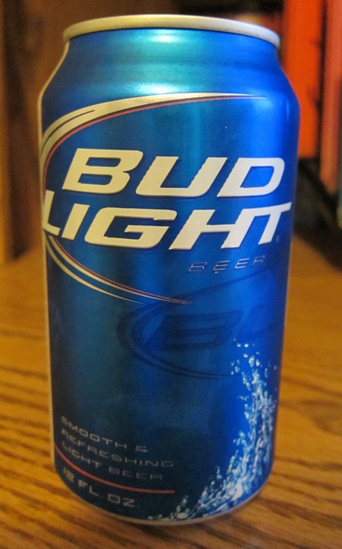 BUD
LIGHT
BEER
SMOOTH &
REFRESHING
LIGHT BEER
12 FL. OZ